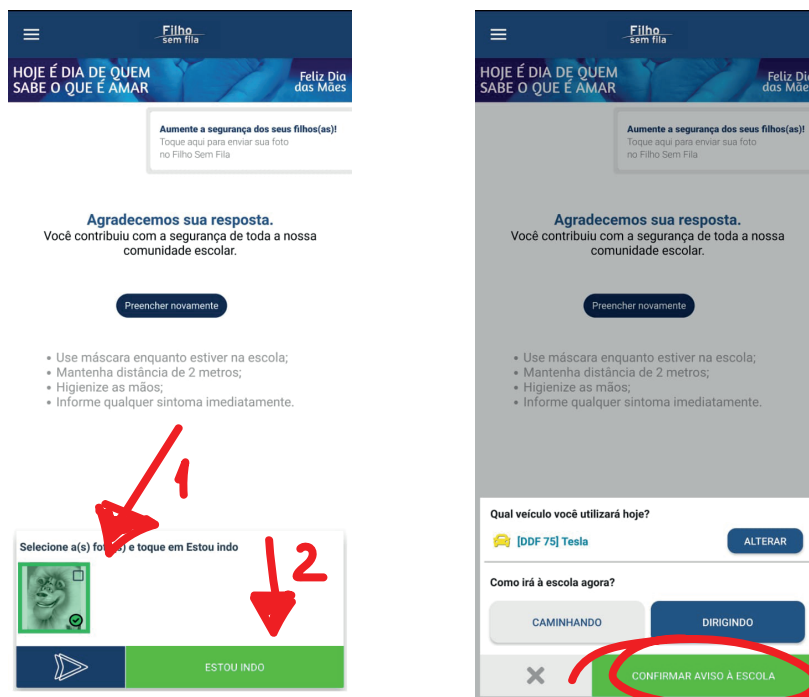 Filho
sem fila
HOJE É DIA DE QUEM
SABE O QUE É AMAR
Feliz Dia
das Mães
Aumente a segurança dos seus filhos(as)!
Toque aqui para enviar sua foto
no Filho Sem Fila
Agradecemos sua resposta.
Você contribuiu com a segurança de toda a nossa
comunidade escolar.
Preencher novamente
• Use máscara enquanto estiver na escola;
• Mantenha distância de 2 metros;
• Higienize as mãos;
• Informe qualquer sintoma imediatamente.
1
Selecione a(s) fo s) e toque em Estou indo
2
ESTOU INDO
Filho
sem fila
HOJE É DIA DE QUEM
SABE O QUE É AMAR
Feliz Dia
das Mães
Aumente a segurança dos seus filhos(as)!
Toque aqui para enviar sua foto
no Filho Sem Fila
Agradecemos sua resposta.
Você contribuiu com a segurança de toda a nossa
comunidade escolar.
Preencher novamente
• Use máscara enquanto estiver na escola;
• Mantenha distância de 2 metros;
• Higienize as mãos;
• Informe qualquer sintoma imediatamente.
Qual veículo você utilizará hoje?
[DDF 75] Tesla
ALTERAR
Como irá à escola agora?
CAMINHANDO
DIRIGINDO
CONFIRMAR AVISO À ESCOLA